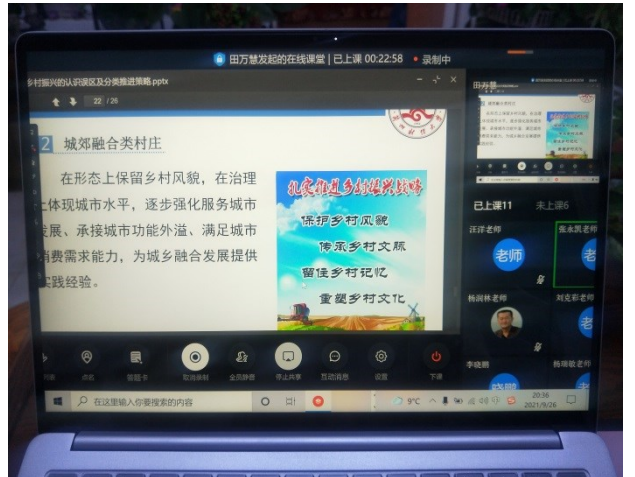 田万慧发起的在线课堂 | 已上课 00:22:58 • 录制中
乡村振兴的认识误区及分类推进策略.pptx
22 / 26
2 城郊融合类村庄
在形态上保留乡村风貌，在治理
上体现城市水平，逐步强化服务城市
发展、承接城市功能外溢、满足城市
消费需求能力，为城乡融合发展提供
实践经验。
扎实推进乡村振兴战略
保护乡村风貌
传承乡村文脉
留住乡村记忆
重塑乡村文化
田万慧
已上课11 未上课6
汪洋老师 张永凯老师
老师 老
杨润林老师 刘克彩老师
老
李晓鹏 杨瑞敏老师
晓鹏
点名 答题卡 取消录制 全员静音 停止共享 互动消息 设置 下课
在这里输入你要搜索的内容
9°C
20:36
2021/9/26